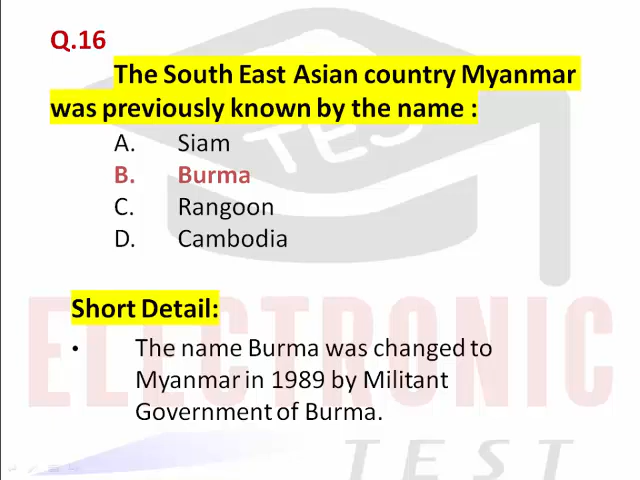 Q.16
The South East Asian country Myanmar
was previously known by the name :
A. Siam
B. Burma
C. Rangoon
D. Cambodia
Short Detail:
• The name Burma was changed to
Myanmar in 1989 by Militant
Government of Burma.
TEST
ELECTRONIC
TEST